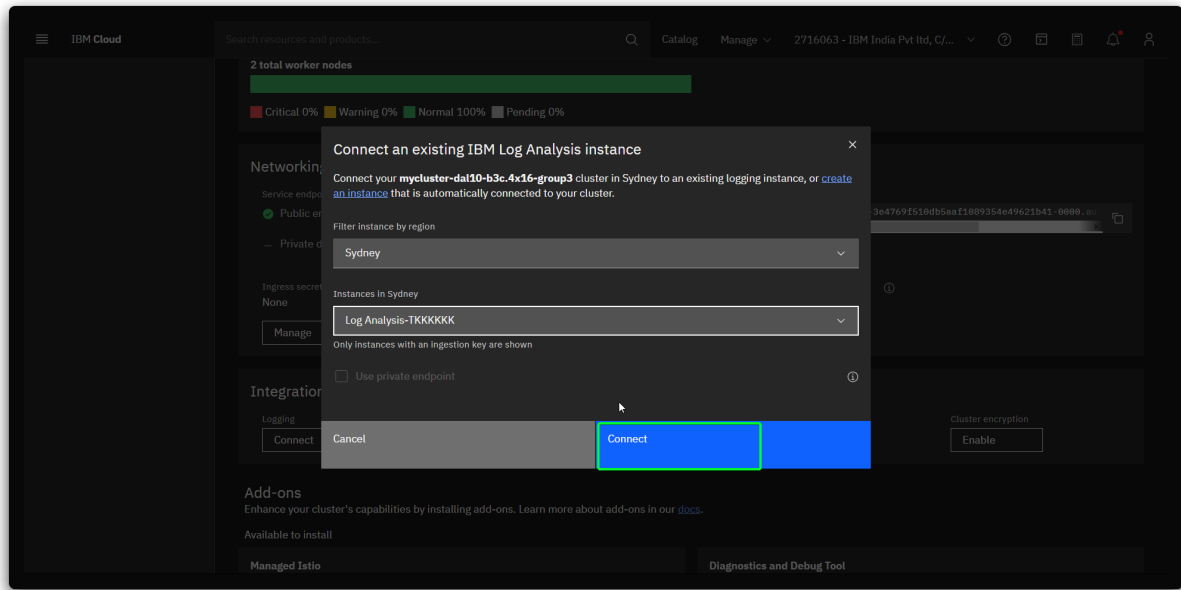 IBM Cloud
Search resources and products...
Catalog
Manage
2716063 - IBM India Pvt ltd, C/...
2 total worker nodes
Critical 0% Warning 0% Normal 100% Pending 0%
Connect an existing IBM Log Analysis instance
Connect your mycluster-dal10-b3c.4x16-group3 cluster in Sydney to an existing logging instance, or create
an instance that is automatically connected to your cluster.
Filter instance by region
Sydney
Instances in Sydney
Log Analysis-TKKKKKK
Only instances with an ingestion key are shown
Use private endpoint
Cancel
Connect
Networking
Service endpo
Public en
3e4769f510db5aaf1089354e49621b41-0000.au
Private d
Ingress secret
None
Manage
Integration
Logging
Connect
Cluster encryption
Enable
Add-ons
Enhance your cluster's capabilities by installing add-ons. Learn more about add-ons in our docs.
Available to install
Managed Istio
Diagnostics and Debug Tool